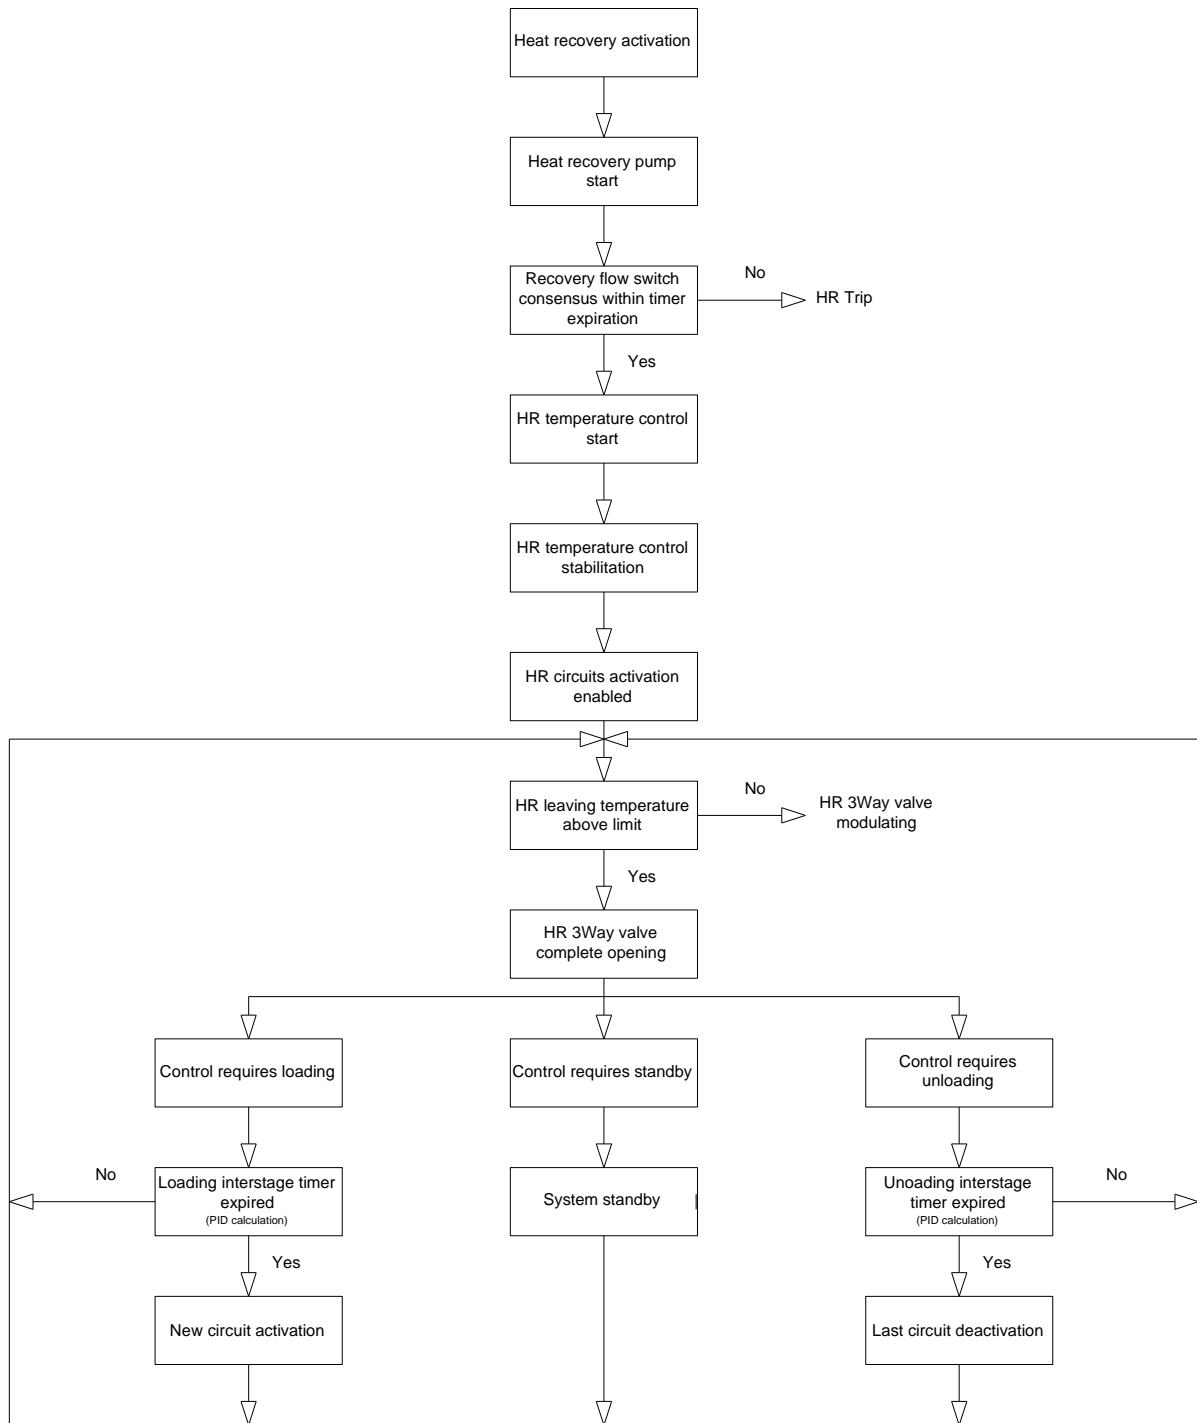 Heat recovery activation
Heat recovery pump
start
Recovery flow switch
consensus within timer
expiration
No
HR Trip
Yes
HR temperature control
start
HR temperature control
stabilitation
HR circuits activation
enabled
HR leaving temperature
above limit
No
HR 3Way valve
modulating
Yes
HR 3Way valve
complete opening
Control requires loading
Control requires standby
Control requires
unloading
No
Loading interstage timer
expired
(PID calculation)
System standby
Unoading interstage
timer expired
(PID calculation)
No
Yes
Yes
New circuit activation
Last circuit deactivation